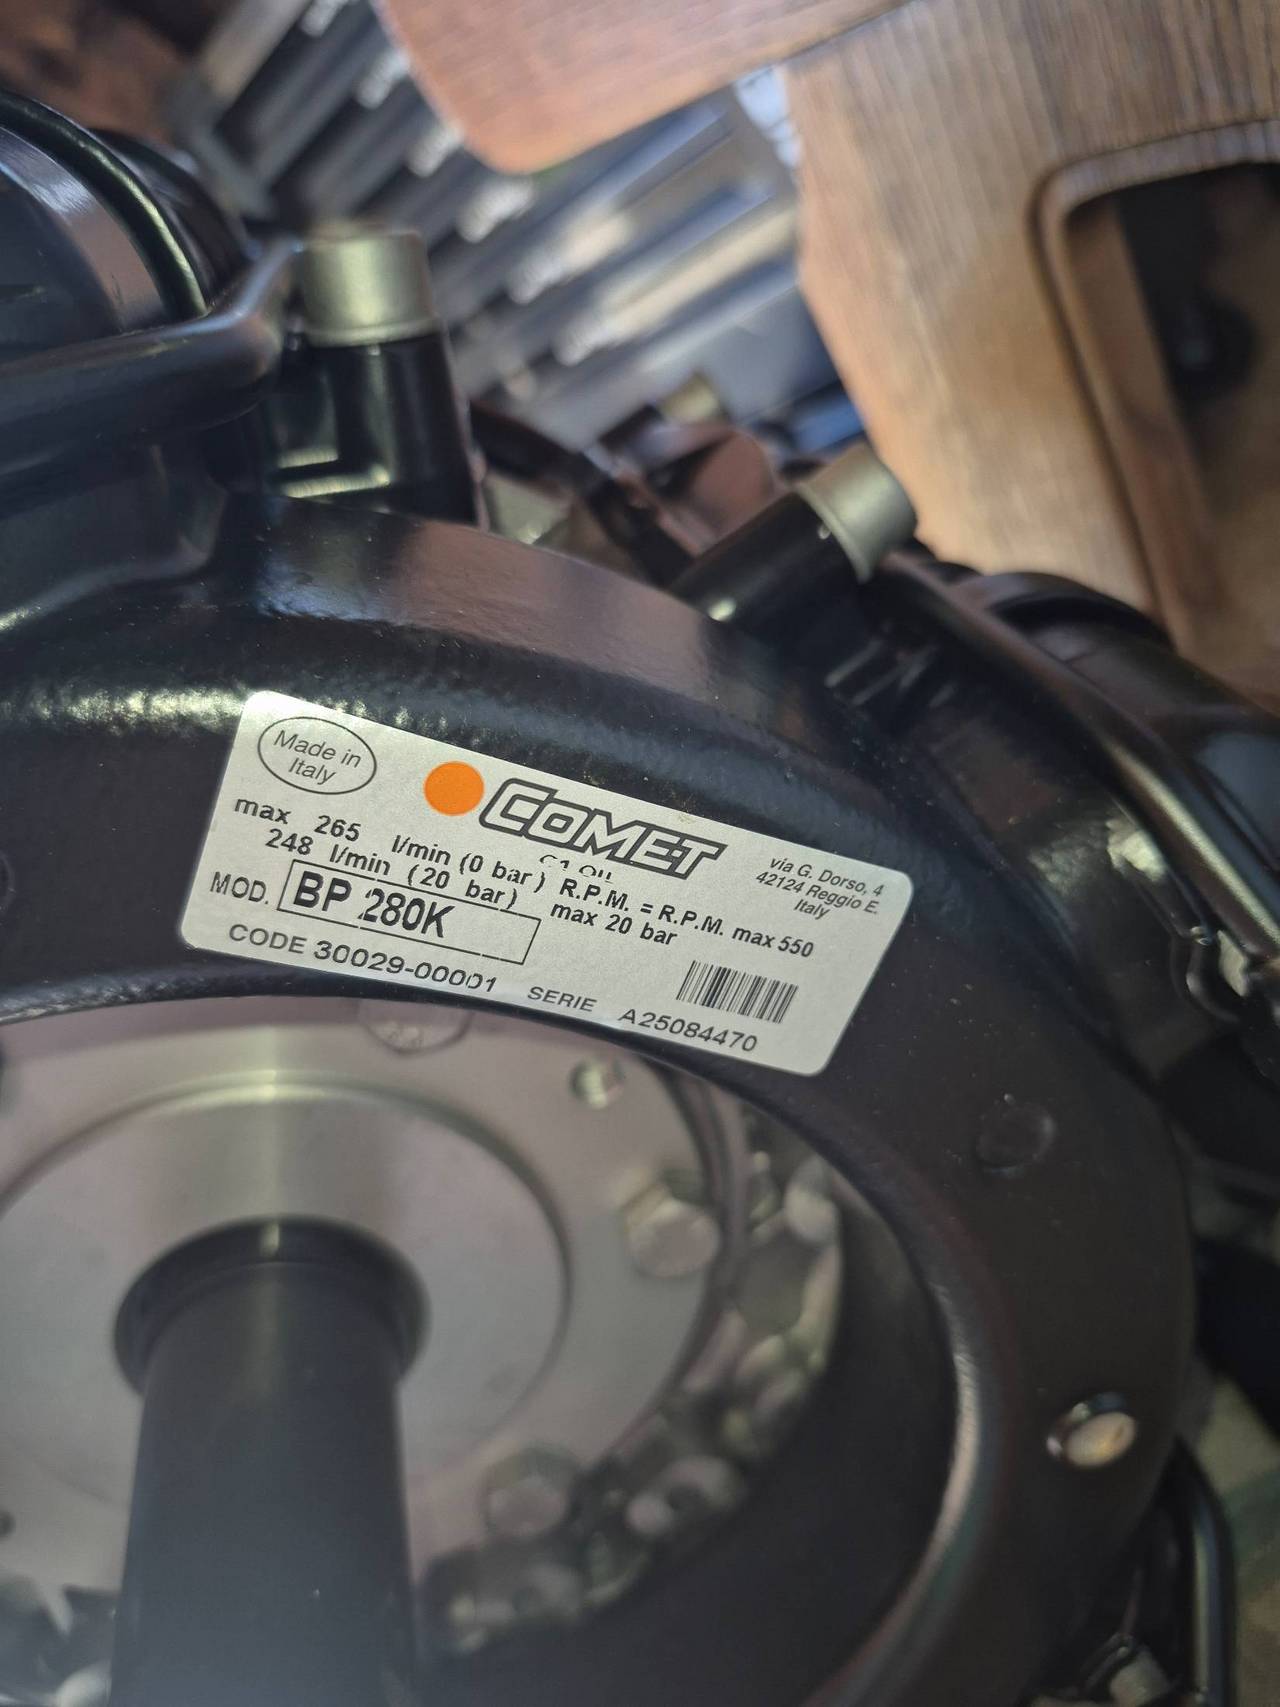 Made in
Italy
COMET
via G. Dorso, 4
42124 Reggio E.
Italy
max 265 l/min (0 bar) R.P.M. = R.P.M. max 550
248 l/min (20 bar) max 20 bar
MOD. BP 280K
CODE 30029-00001 SERIE A25084470